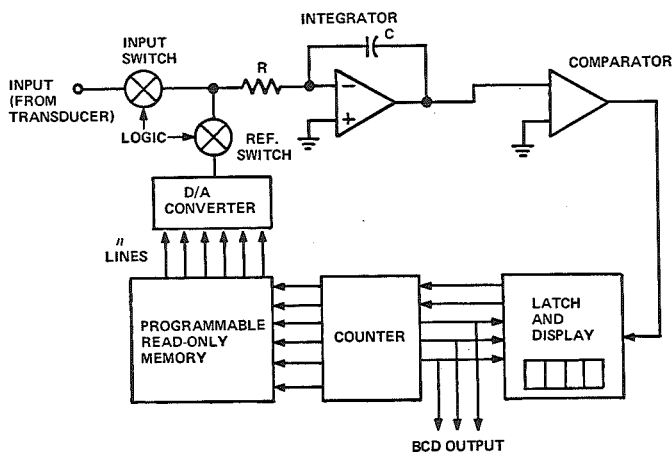 INTEGRATOR
INPUT
SWITCH
C
R
COMPARATOR
INPUT
(FROM
TRANSDUCER)
−
+
LOGIC
REF.
SWITCH
D/A
CONVERTER
n
LINES
PROGRAMMABLE
READ-ONLY
MEMORY
COUNTER
LATCH
AND
DISPLAY
BCD OUTPUT